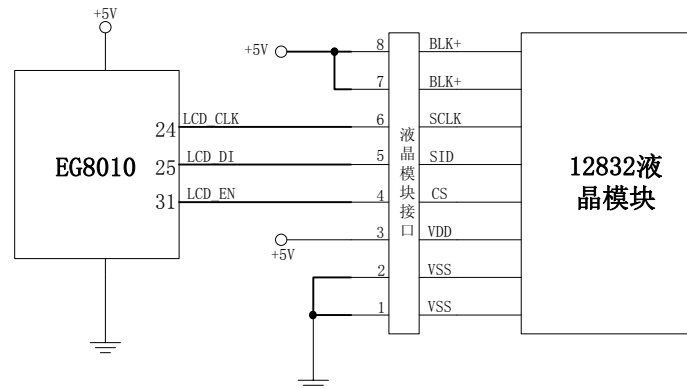 +5V
EG8010
24 LCD_CLK
25 LCD_DI
31 LCD_EN
+5V
+5V
8
7
6
5
4
3
2
1
液晶模块接口
BLK+
BLK+
SCLK
SID
CS
VDD
VSS
VSS
12832液
晶模块